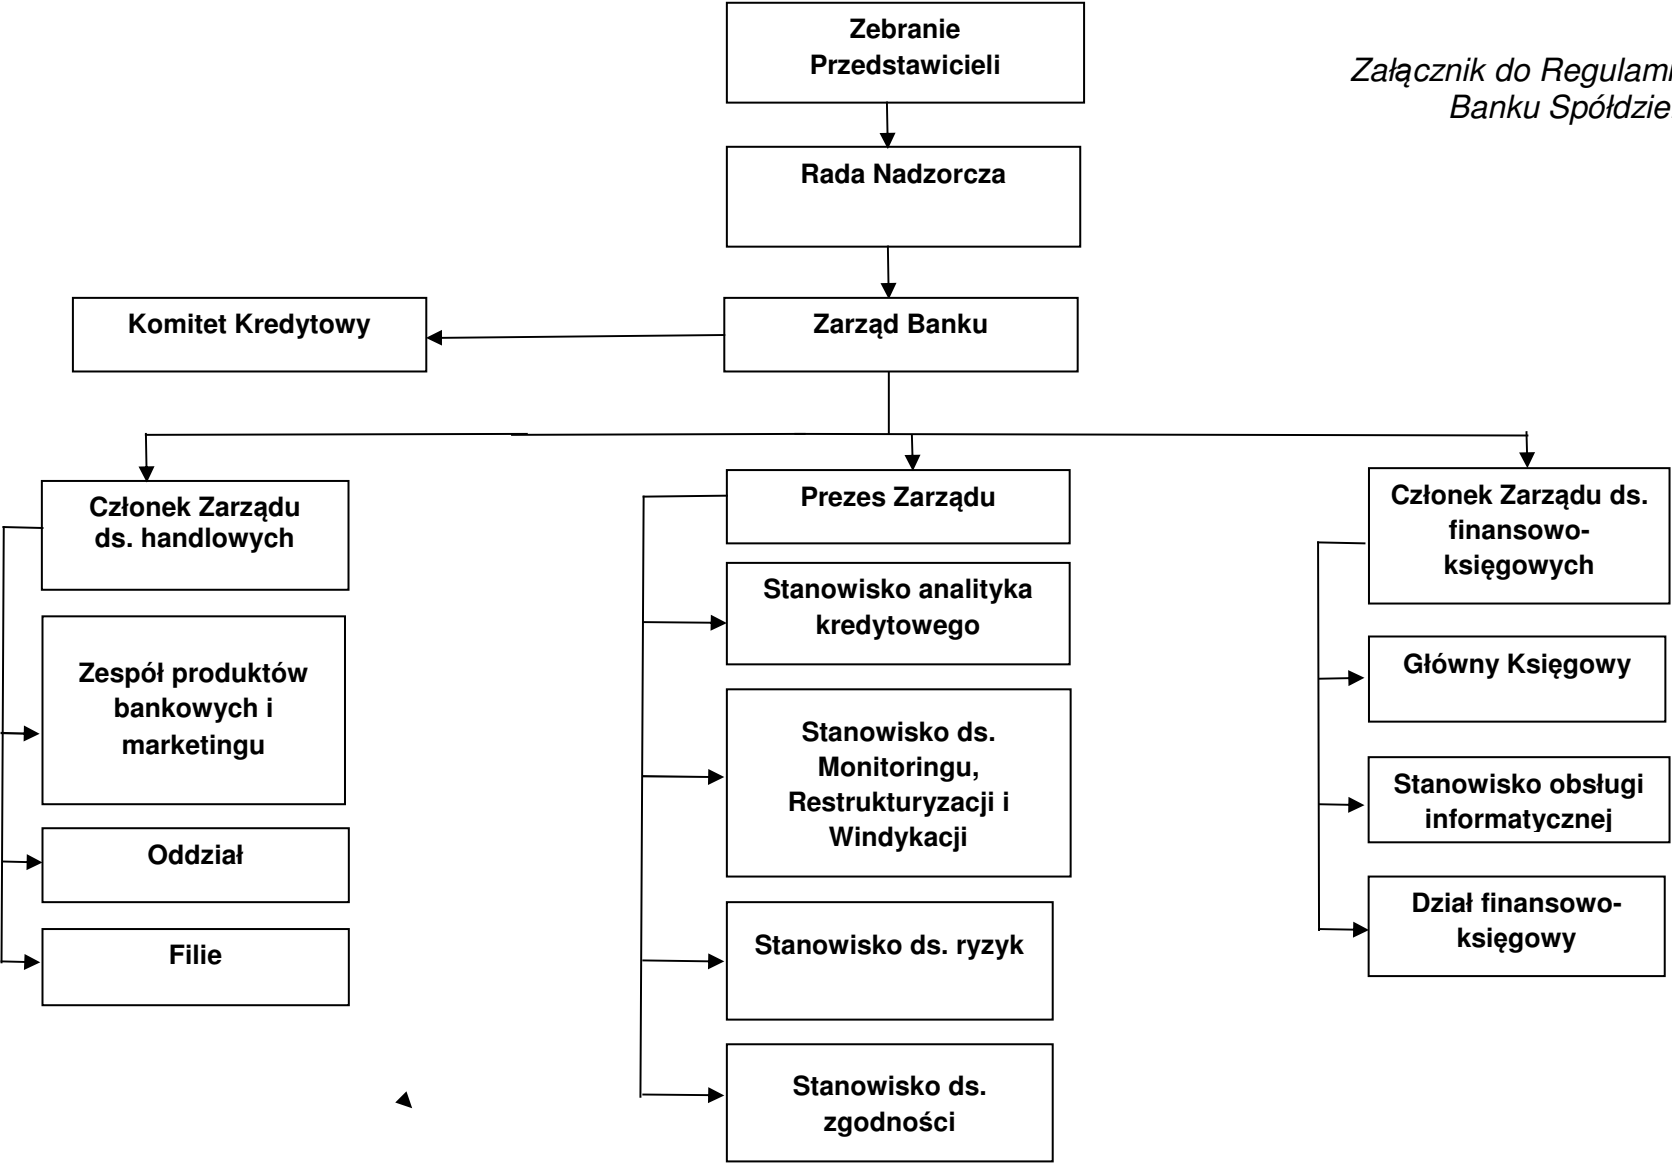 Zebranie
Przedstawicieli
Załącznik do
Banku
Rada Nadzorcza
Komitet Kredytowy
Zarząd Banku
Członek Zarządu
ds. handlowych
Zespół produktów
bankowych i
marketingu
Oddział
Filie
Prezes Zarządu
Stanowisko analityka
kredytowego
Stanowisko ds.
Monitoringu,
Restrukturyzacji i
Windykacji
Stanowisko ds. ryzyk
Stanowisko ds.
zgodności
Członek Zarządu ds.
finansowo-
księgowych
Główny Księgowy
Stanowisko obsługi
informatycznej
Dział finansowo-
księgowy